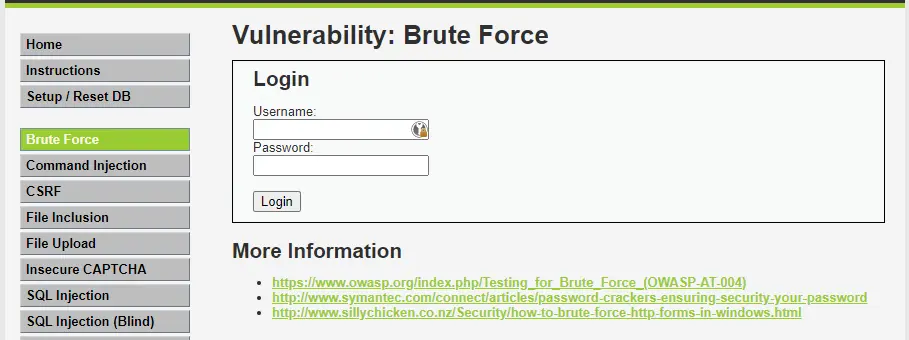 Home
Instructions
Setup / Reset DB
Brute Force
Command Injection
CSRF
File Inclusion
File Upload
Insecure CAPTCHA
SQL Injection
SQL Injection (Blind)
Vulnerability: Brute Force
Login
Username:
Password:
Login
More Information
https://www.owasp.org/index.php/Testing_for_Brute_Force_(OWASP-AT-004)
http://www.symantec.com/connect/articles/password-crackers-ensuring-security-your-password
http://www.sillychicken.co.nz/Security/how-to-brute-force-http-forms-in-windows.html